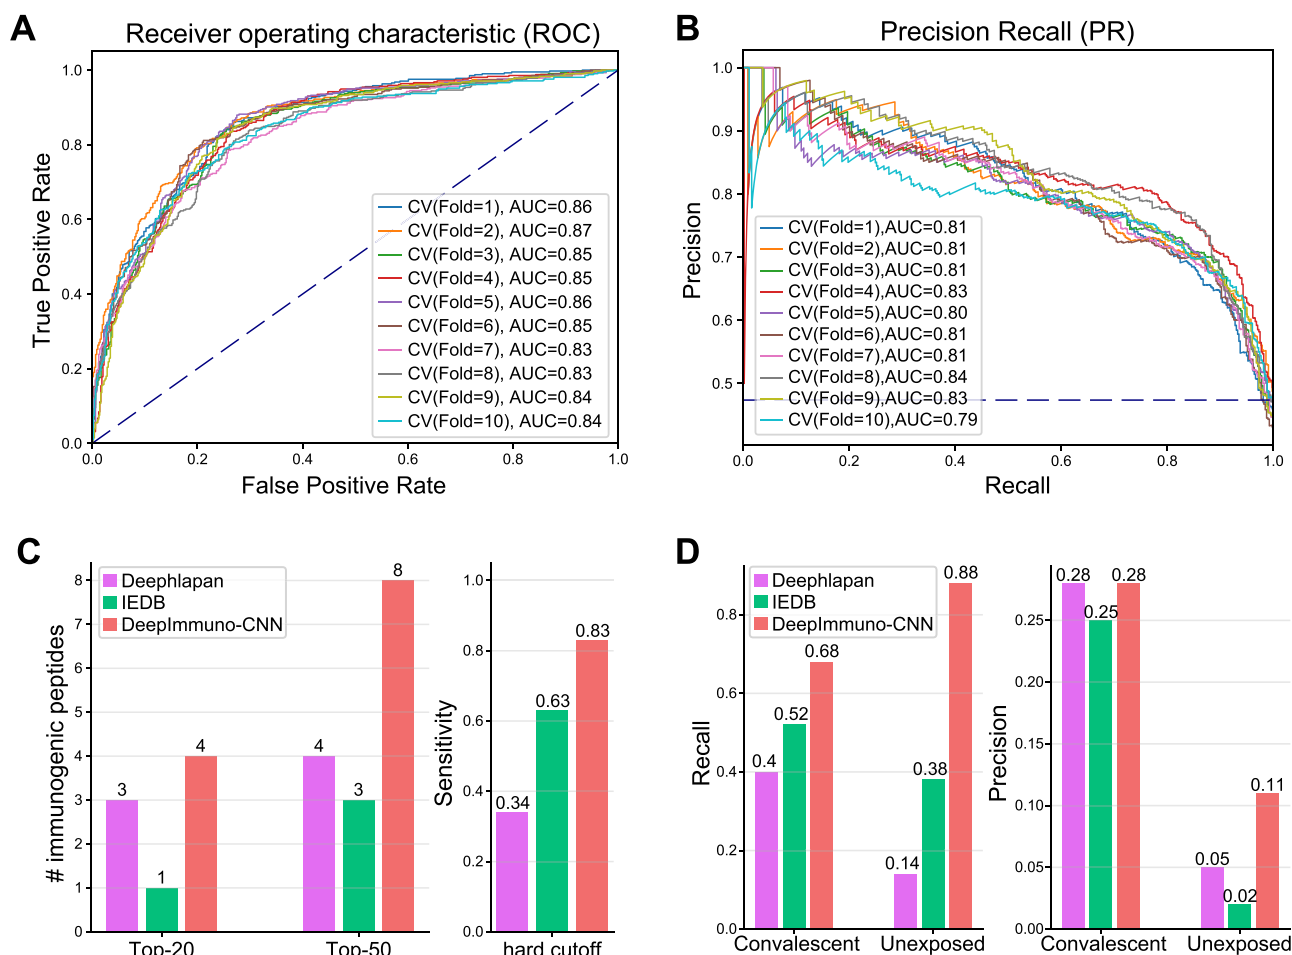 A
Receiver operating characteristic (ROC)
True Positive Rate
1.0
0.8
0.6
0.4
0.2
0.0
CV(Fold=1), AUC=0.86
CV(Fold=2), AUC=0.87
CV(Fold=3), AUC=0.85
CV(Fold=4), AUC=0.85
CV(Fold=5), AUC=0.86
CV(Fold=6), AUC=0.85
CV(Fold=7), AUC=0.83
CV(Fold=8), AUC=0.83
CV(Fold=9), AUC=0.84
CV(Fold=10), AUC=0.84
0.0 0.2 0.4 0.6 0.8 1.0
False Positive Rate
B
Precision Recall (PR)
Precision
1.0
0.9
0.8
0.7
0.6
0.5
CV(Fold=1),AUC=0.81
CV(Fold=2),AUC=0.81
CV(Fold=3),AUC=0.81
CV(Fold=4),AUC=0.83
CV(Fold=5),AUC=0.80
CV(Fold=6),AUC=0.81
CV(Fold=7),AUC=0.81
CV(Fold=8),AUC=0.84
CV(Fold=9),AUC=0.83
CV(Fold=10),AUC=0.79
0.0 0.2 0.4 0.6 0.8 1.0
Recall
C
# immunogenic peptides
8
7
6
5
4
3
2
1
0
Deephlapan
IEDB
DeepImmuno-CNN
3 1 4 4 3 8
Top-20 Top-50
Sensitivity
1.0
0.8
0.6
0.4
0.2
0.0
0.34 0.63 0.83
hard cutoff
D
Recall
0.8
0.6
0.4
0.2
0.0
Deephlapan
IEDB
DeepImmuno-CNN
0.4 0.52 0.68 0.14 0.38 0.88
Convalescent Unexposed
Precision
0.25
0.20
0.15
0.10
0.05
0.00
0.28 0.25 0.28 0.05 0.02 0.11
Convalescent Unexposed